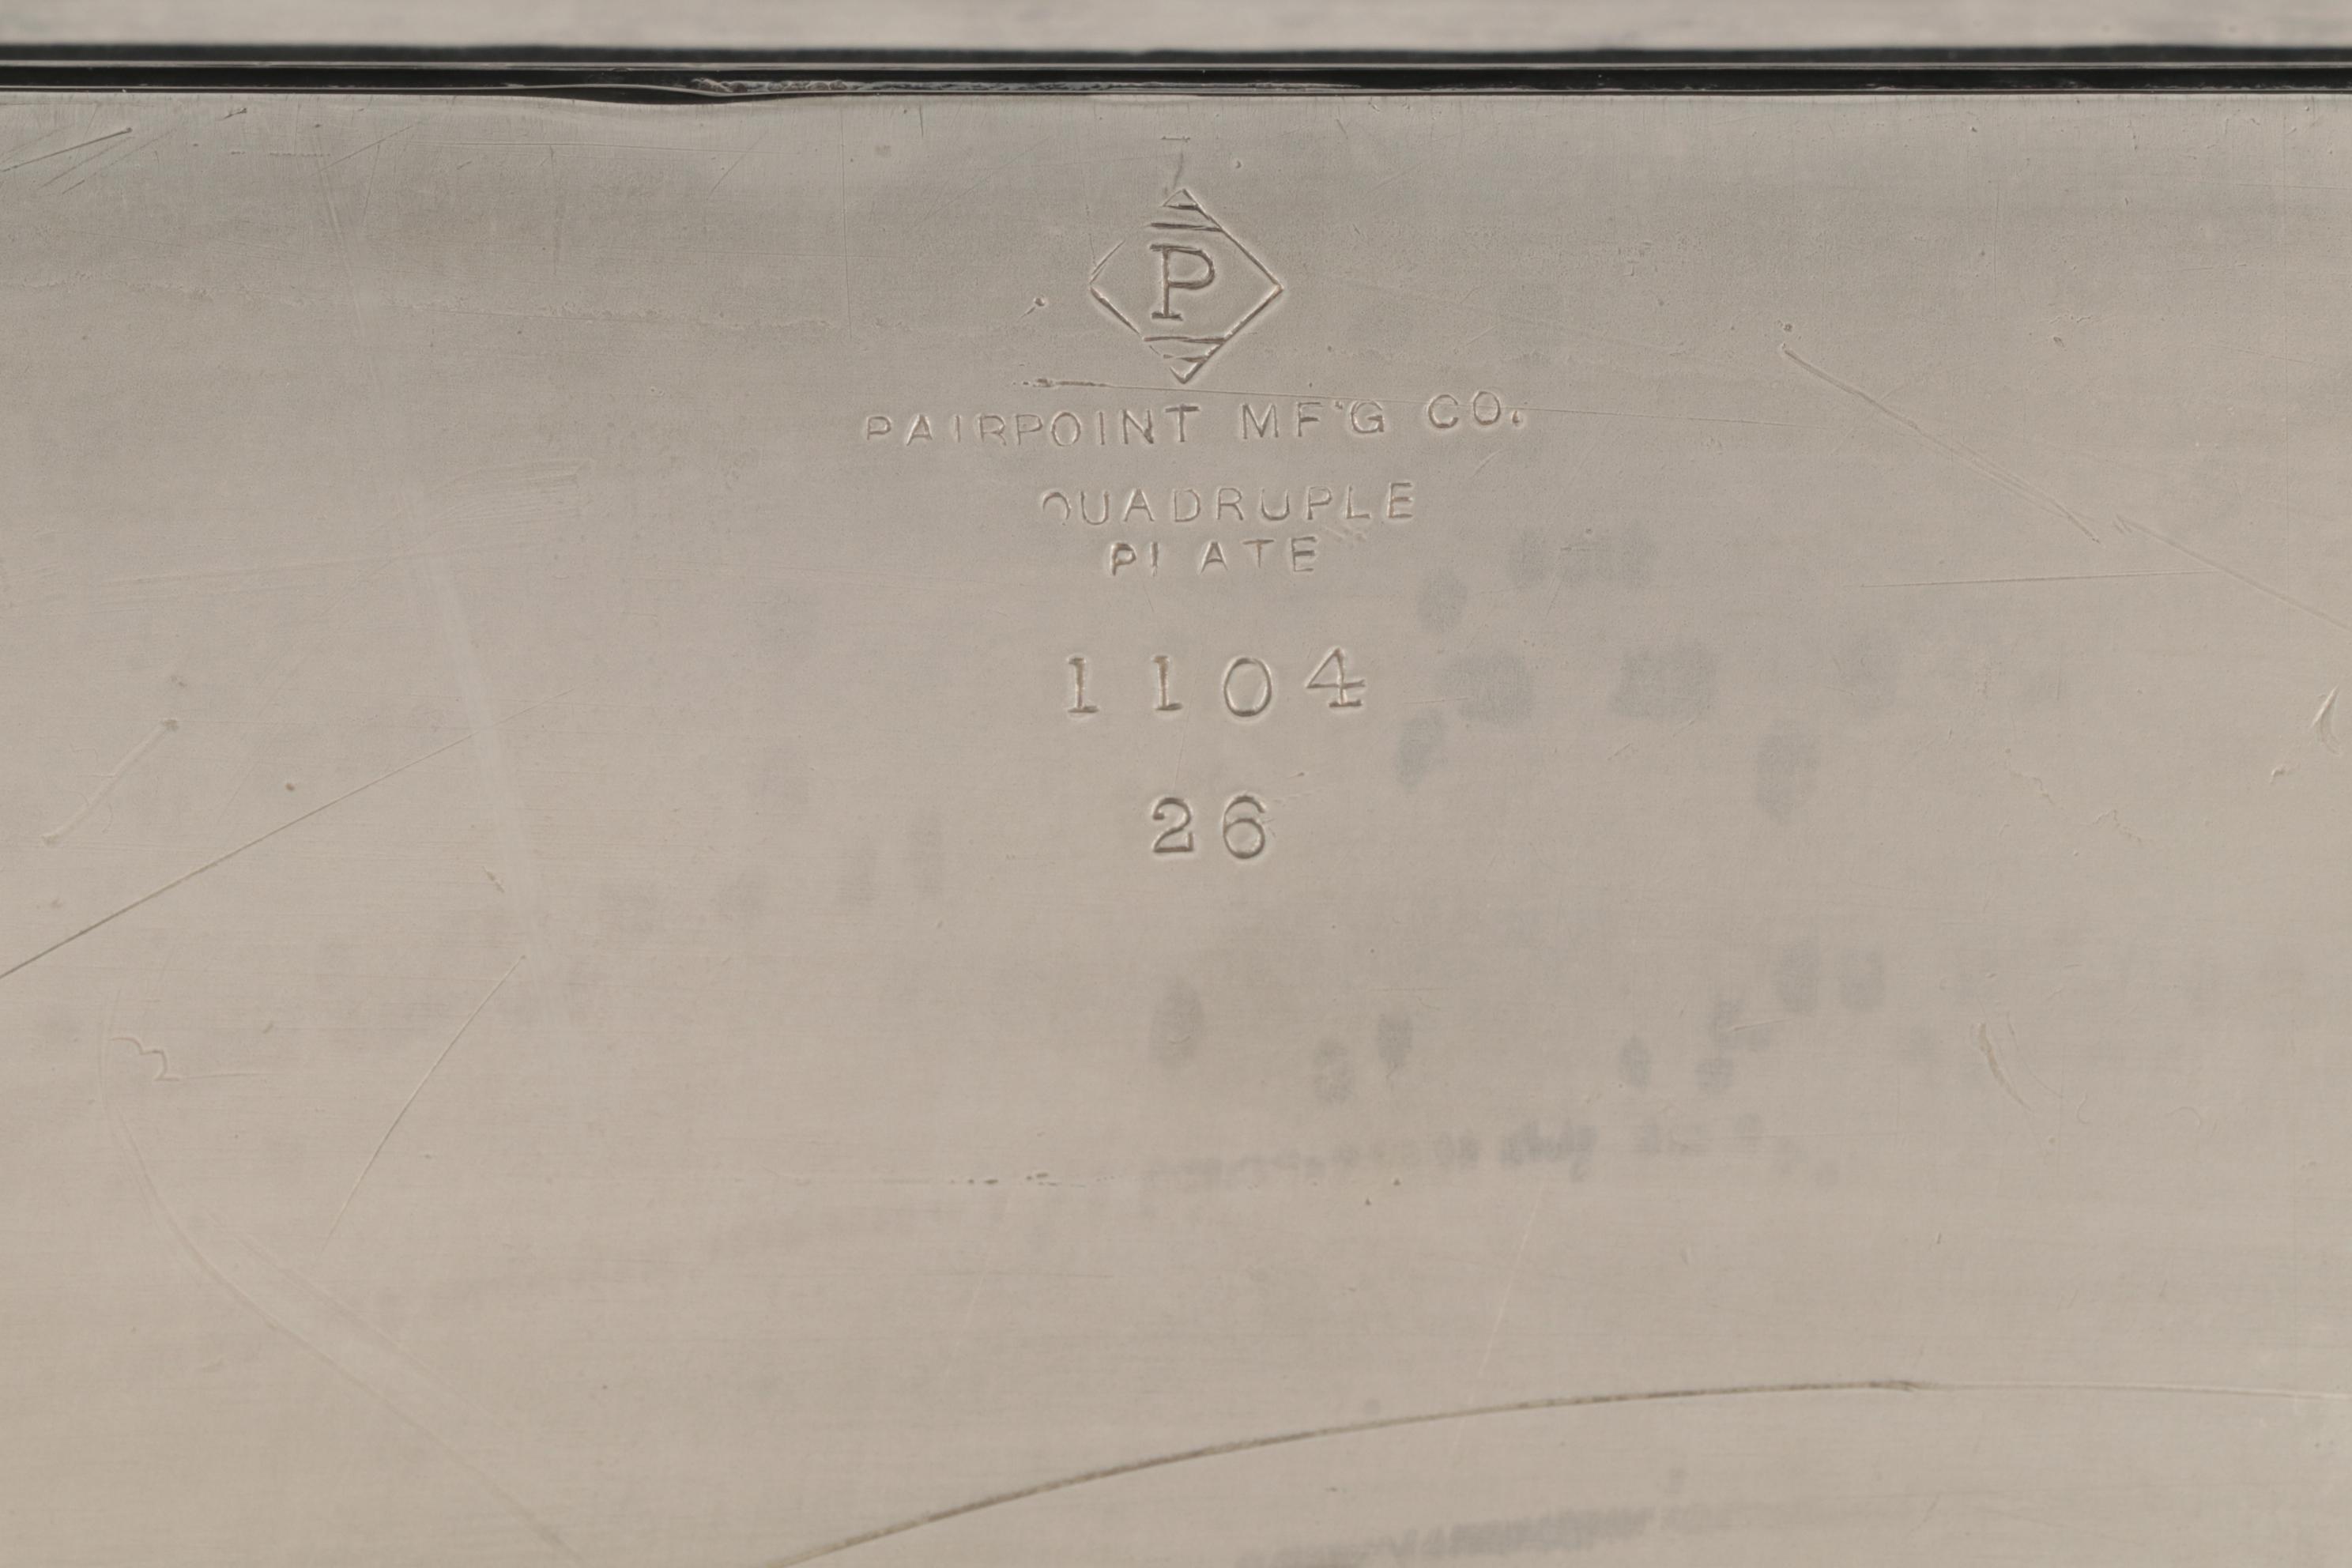 P
PAIRPOINT MF'G CO.
QUADRUPLE
PLATE
1104
26